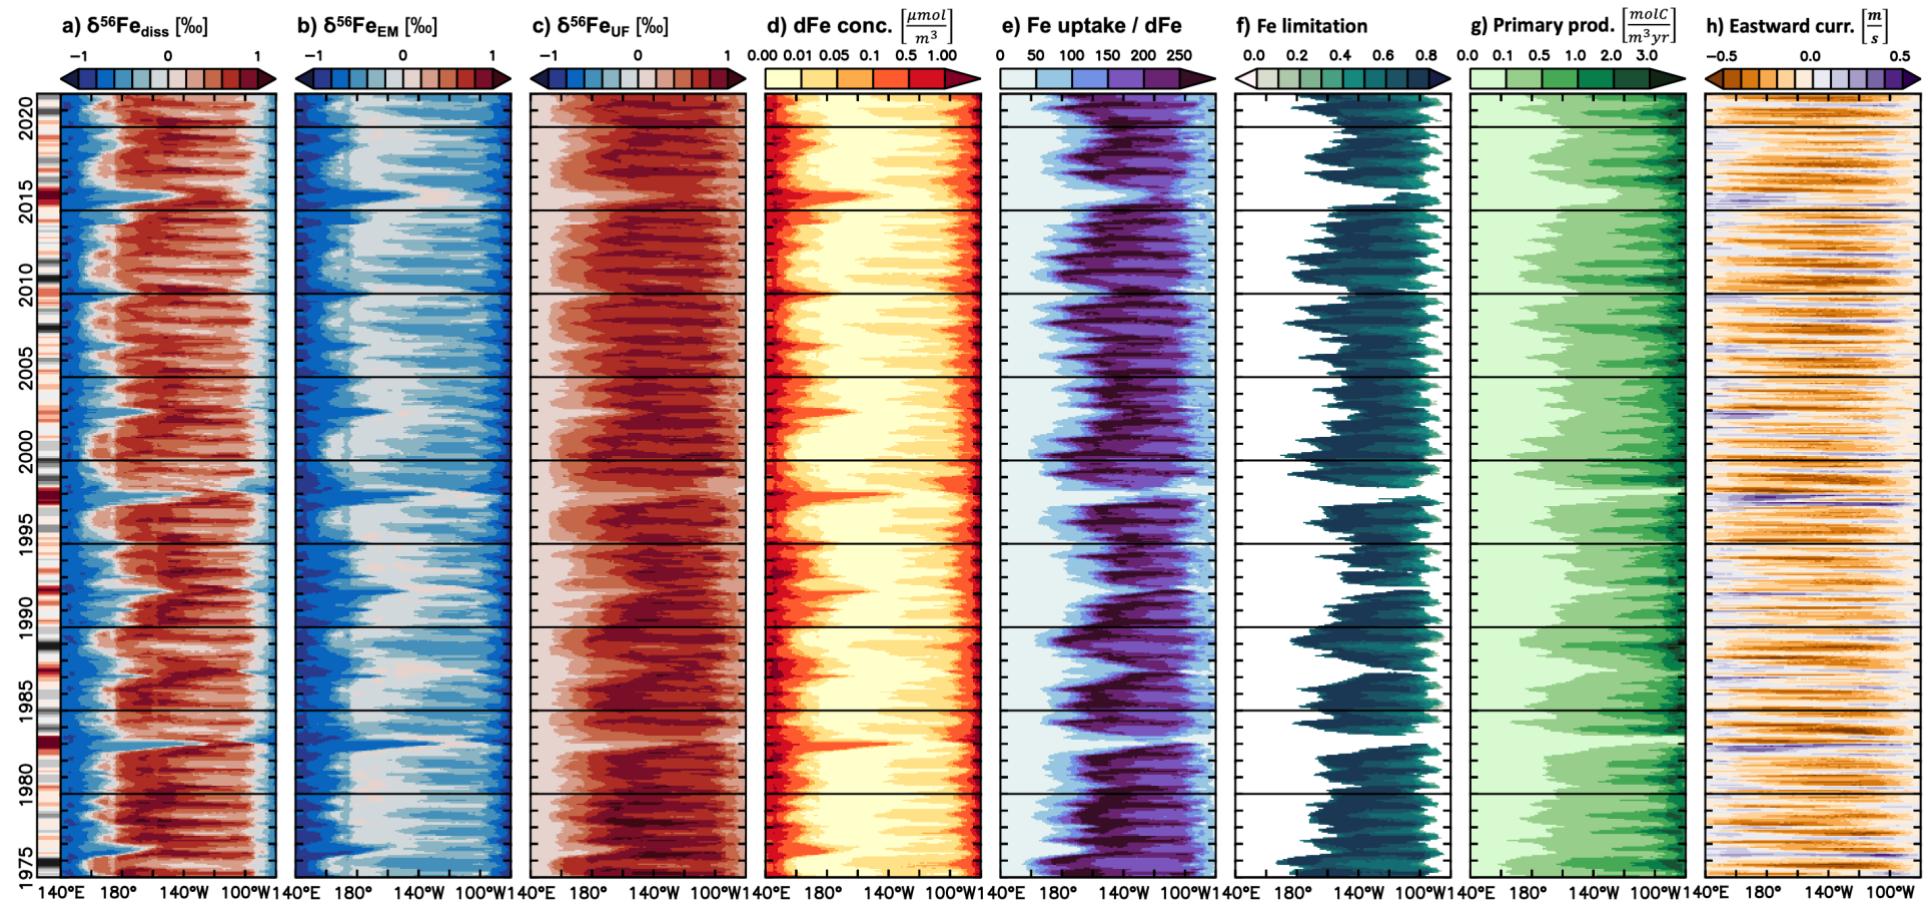 a) δ⁵⁶Fe_diss [‰]
b) δ⁵⁶Fe_EM [‰]
c) δ⁵⁶Fe_UF [‰]
d) dFe conc. [μmol/m³]
e) Fe uptake / dFe
f) Fe limitation
g) Primary prod. [molC/m³yr]
h) Eastward curr. [m/s]
−1 0 1
−1 0 1
−1 0 1
0.00 0.01 0.05 0.1 0.5 1.00
0 50 100 150 200 250
0.0 0.2 0.4 0.6 0.8
0.0 0.1 0.5 1.0 2.0 3.0
−0.5 0.0 0.5
2020
2015
2010
2005
2000
1995
1990
1985
1980
1975
140°E 180° 140°W 100°W
140°E 180° 140°W 100°W
140°E 180° 140°W 100°W
140°E 180° 140°W 100°W
140°E 180° 140°W 100°W
140°E 180° 140°W 100°W
140°E 180° 140°W 100°W
140°E 180° 140°W 100°W